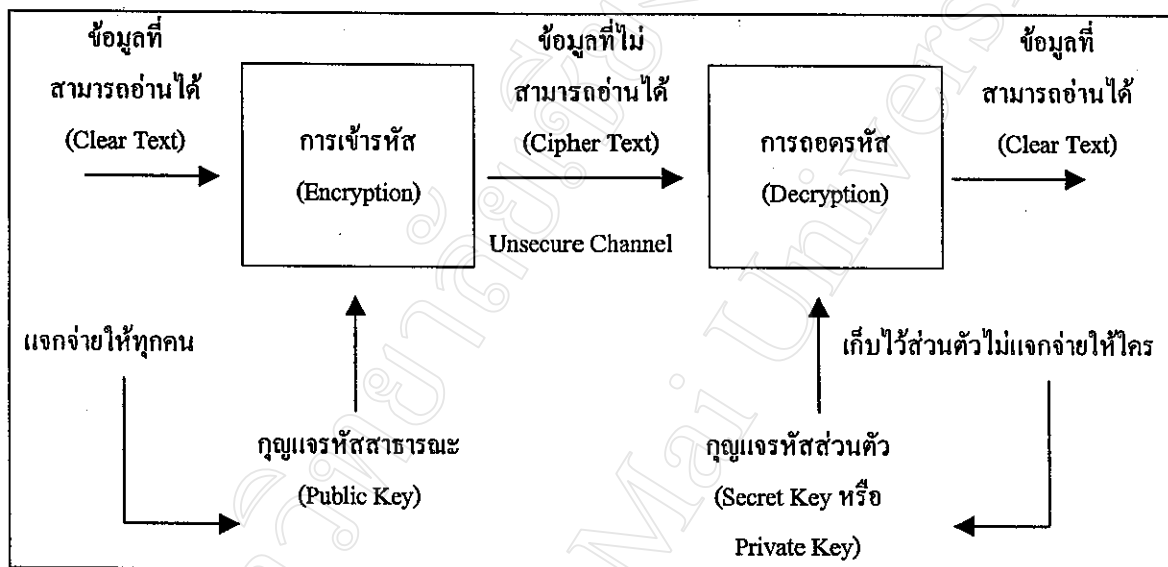 ข้อมูลที่
สามารถอ่านได้
(Clear Text)
การเข้ารหัส
(Encryption)
ข้อมูลที่ไม่
สามารถอ่านได้
(Cipher Text)
Unsecure Channel
การถอดรหัส
(Decryption)
ข้อมูลที่
สามารถอ่านได้
(Clear Text)
แจกจ่ายให้ทุกคน
กุญแจรหัสสาธารณะ
(Public Key)
เก็บไว้ส่วนตัวไม่แจกจ่ายให้ใคร
กุญแจรหัสส่วนตัว
(Secret Key หรือ
Private Key)
Mai Univers